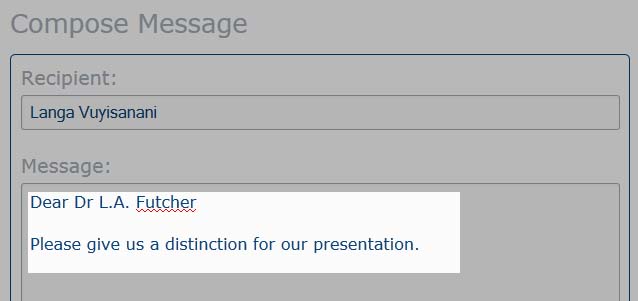 Compose Message
Recipient:
Langa Vuyisanani
Message:
Dear Dr L.A. Futcher
Please give us a distinction for our presentation.